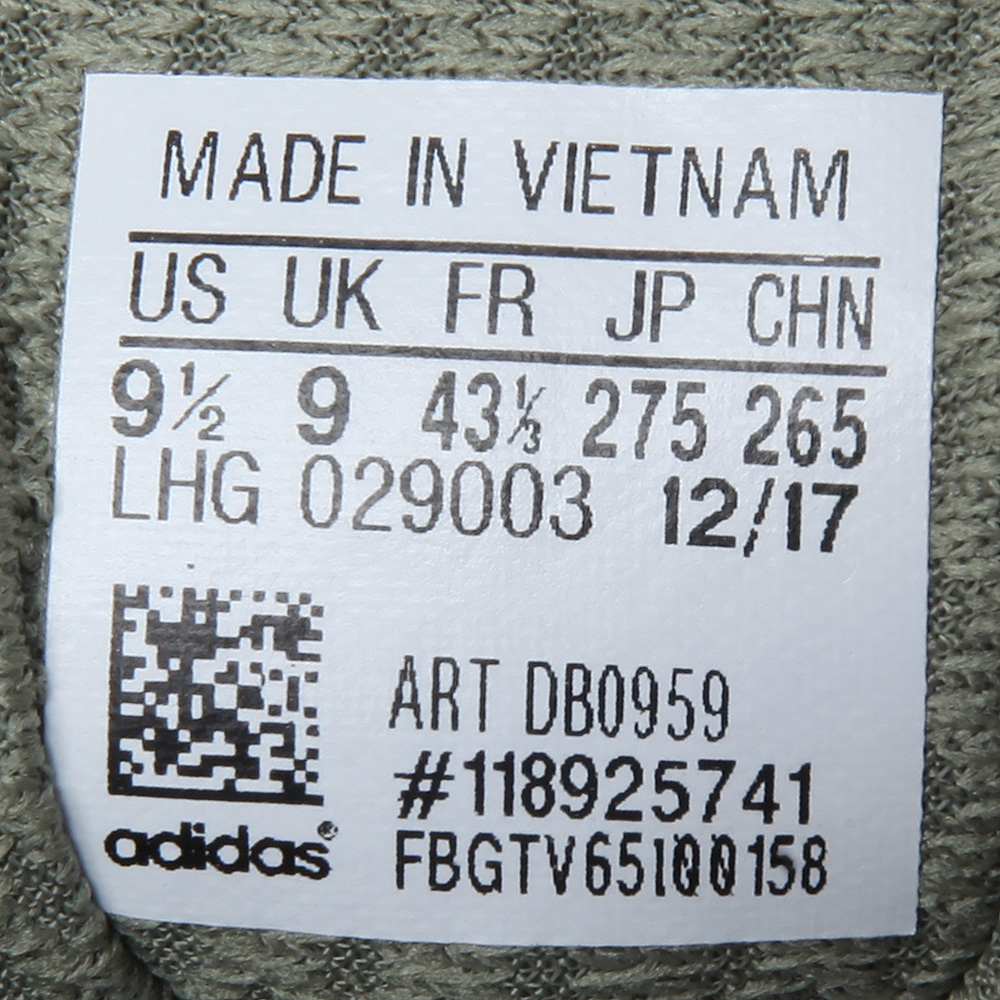 MADE IN VIETNAM
US UK FR JP CHN
9½ 9 43⅓ 275 265
LHG 029003 12/17
ART DB0959
#118925741
adidas®
FBGTV65100158